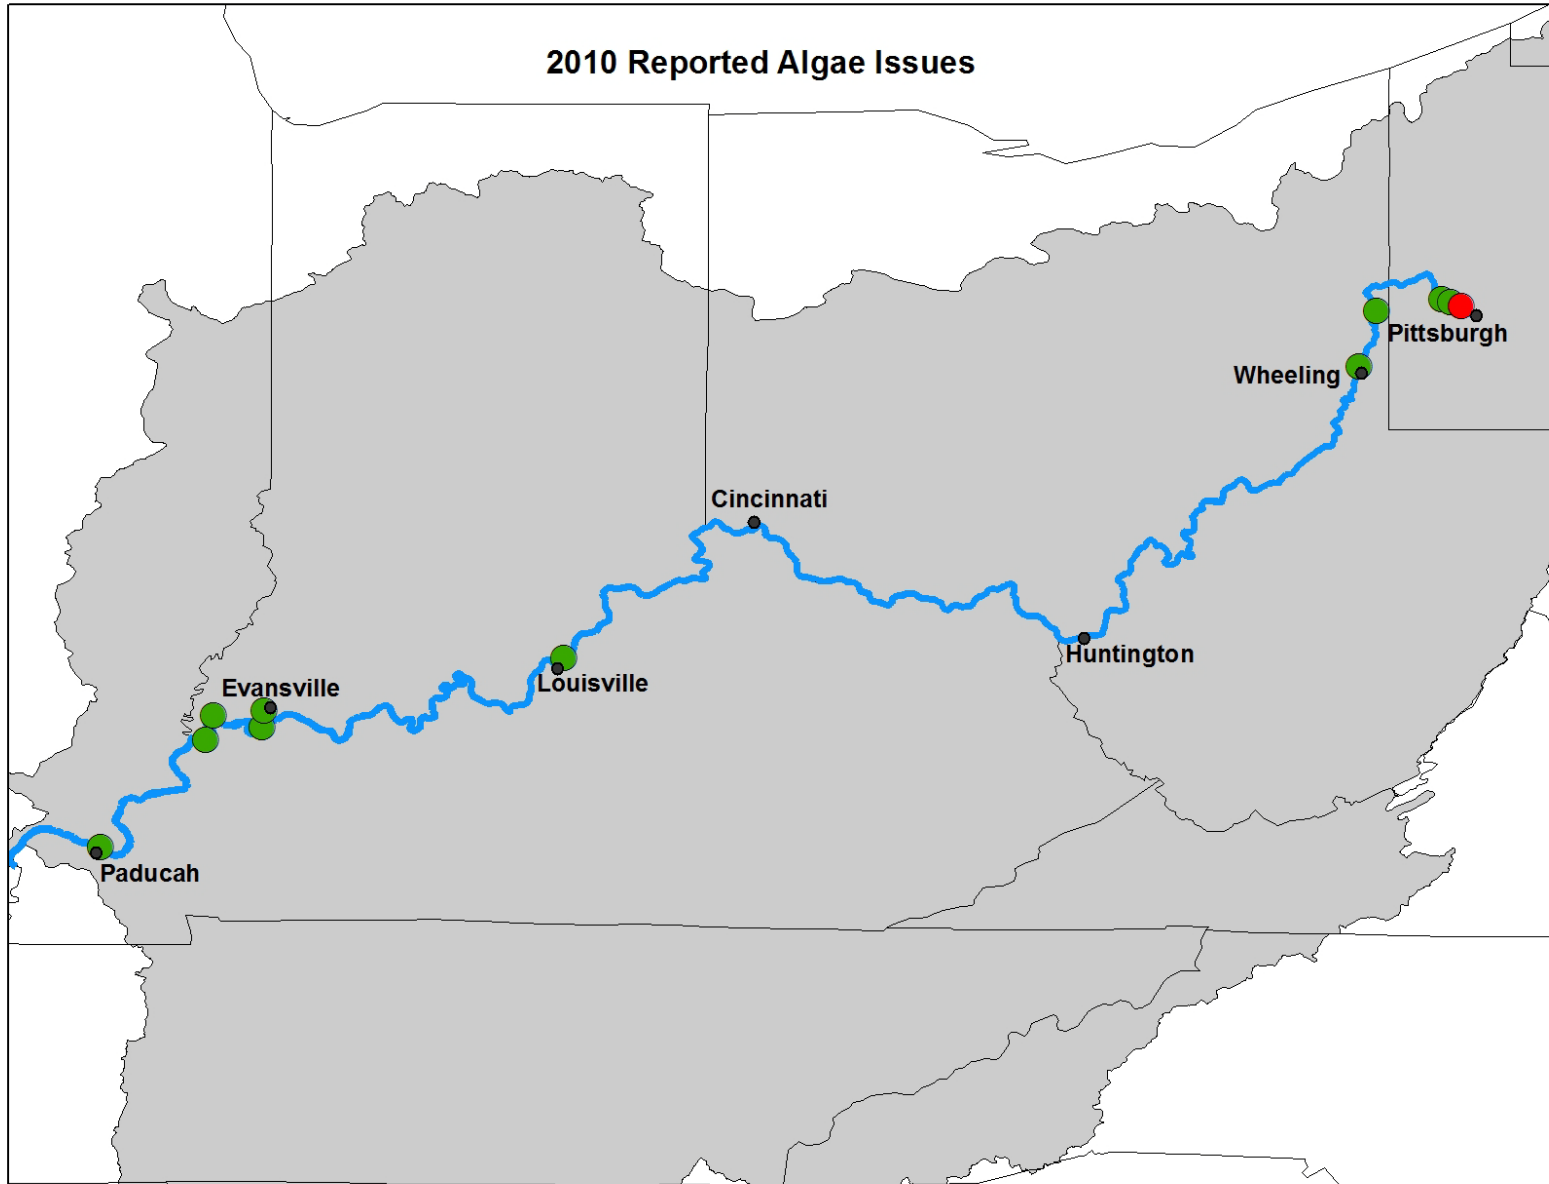 2010 Reported Algae Issues
Pittsburgh
Wheeling
Cincinnati
Huntington
Louisville
Evansville
Paducah